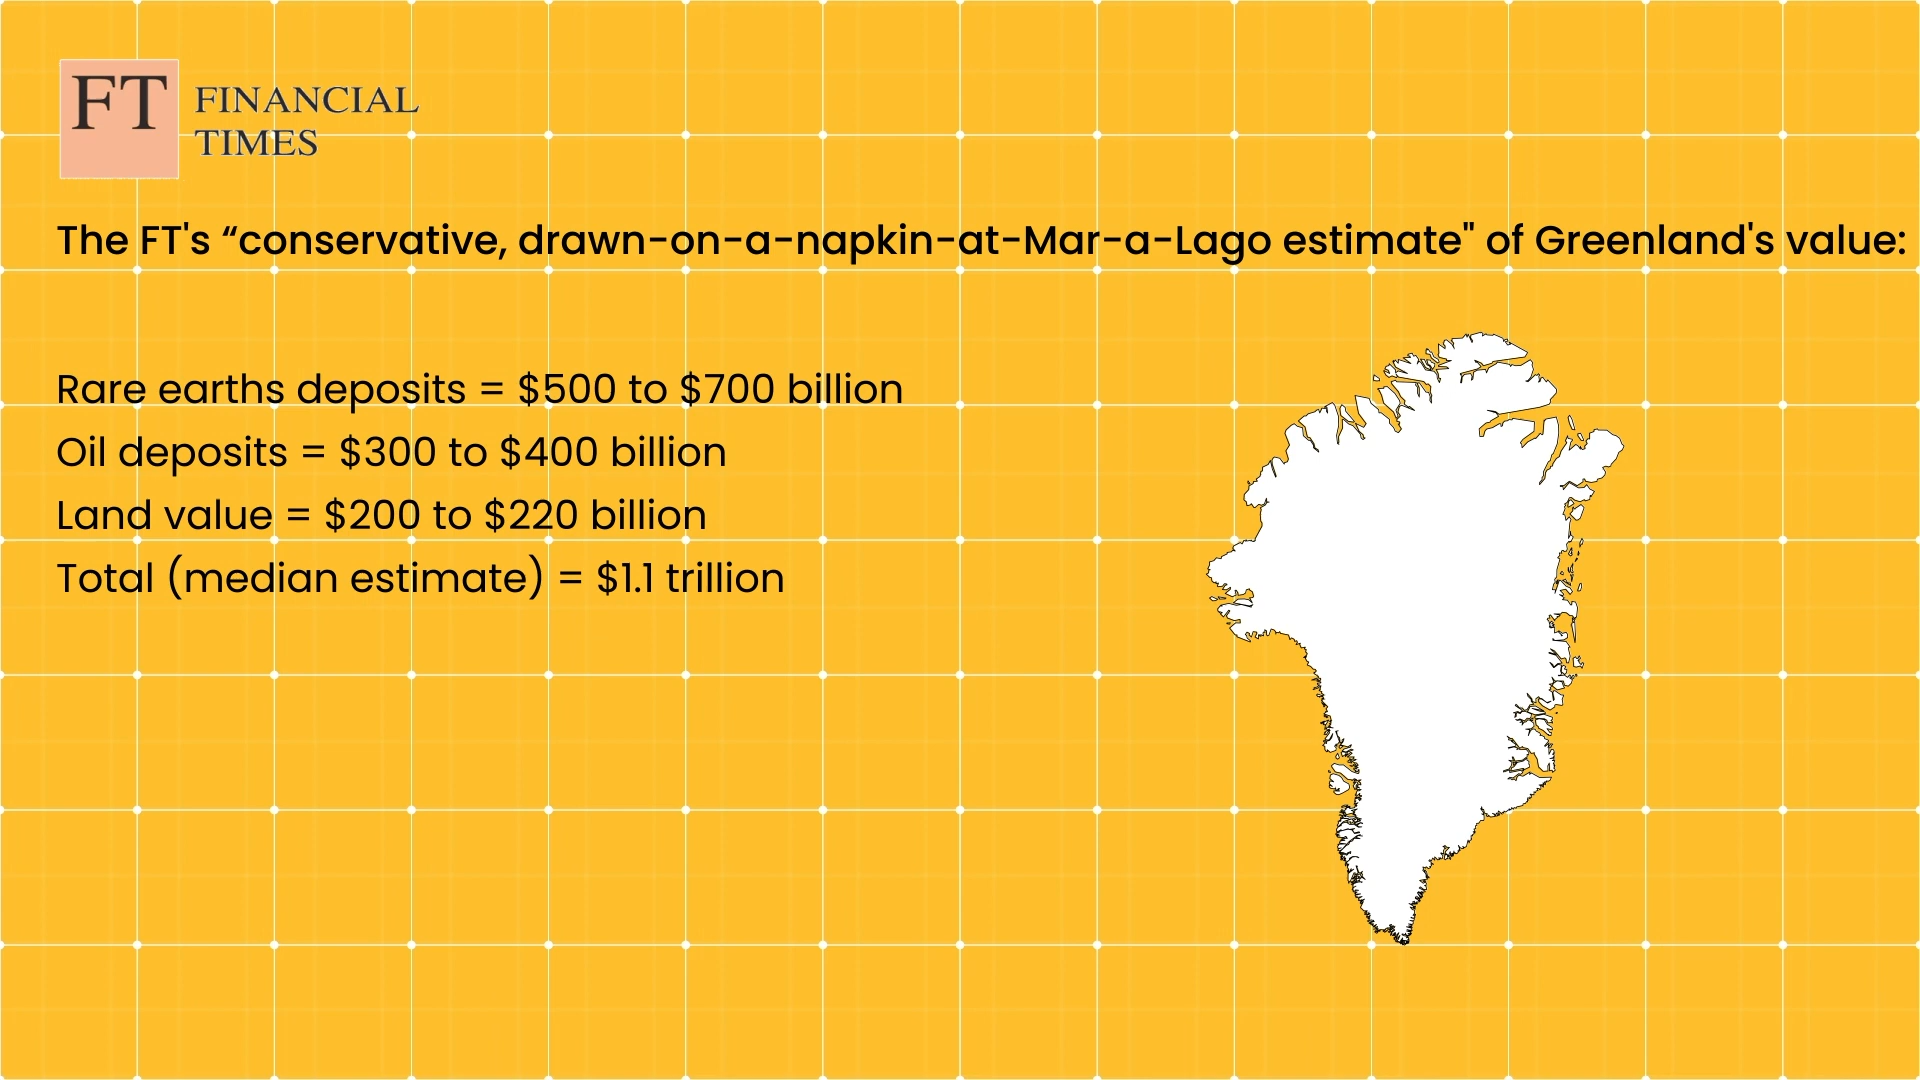 FT FINANCIAL
TIMES
The FT's “conservative, drawn-on-a-napkin-at-Mar-a-Lago estimate" of Greenland's value:
Rare earths deposits = $500 to $700 billion
Oil deposits = $300 to $400 billion
Land value = $200 to $220 billion
Total (median estimate) = $1.1 trillion